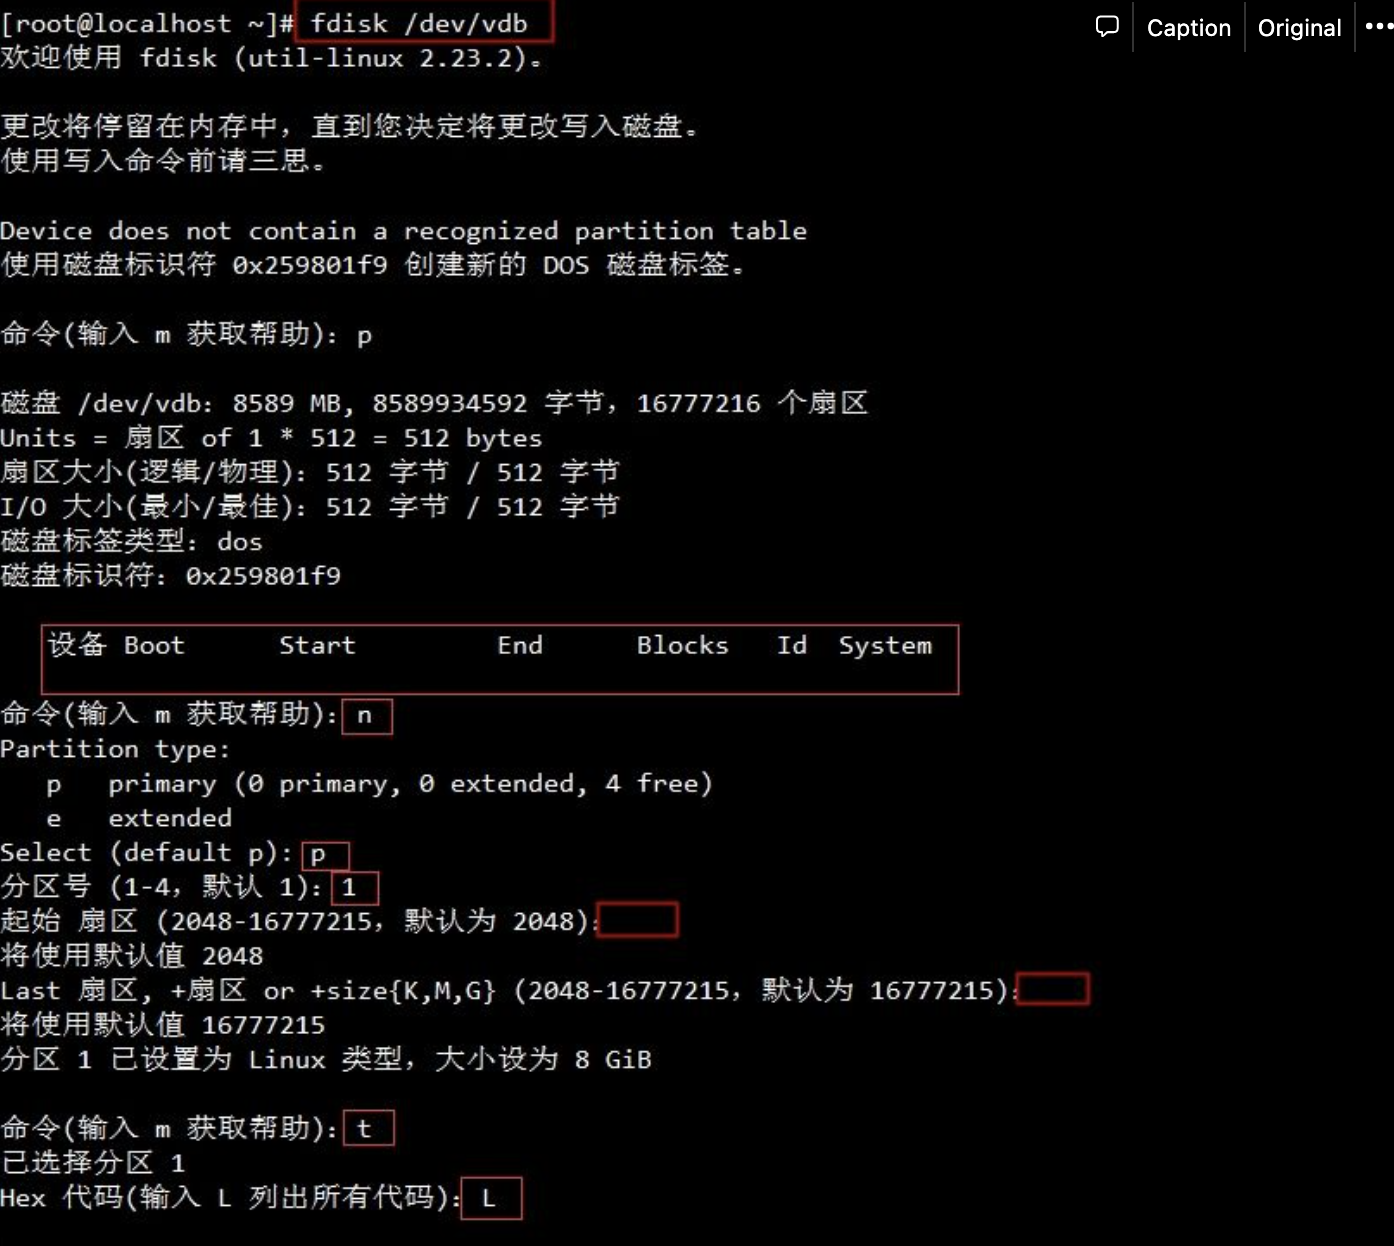 [root@localhost ~]# fdisk /dev/vdb
Caption Original
欢迎使用 fdisk (util-linux 2.23.2)。
更改将停留在内存中，直到您决定将更改写入磁盘。
使用写入命令前请三思。
Device does not contain a recognized partition table
使用磁盘标识符 0x259801f9 创建新的 DOS 磁盘标签。
命令(输入 m 获取帮助)：p
磁盘 /dev/vdb：8589 MB, 8589934592 字节，16777216 个扇区
Units = 扇区 of 1 * 512 = 512 bytes
扇区大小(逻辑/物理)：512 字节 / 512 字节
I/O 大小(最小/最佳)：512 字节 / 512 字节
磁盘标签类型：dos
磁盘标识符：0x259801f9
设备 Boot Start End Blocks Id System
命令(输入 m 获取帮助)：n
Partition type:
p primary (0 primary, 0 extended, 4 free)
e extended
Select (default p): p
分区号 (1-4，默认 1)：1
起始 扇区 (2048-16777215，默认为 2048)：
将使用默认值 2048
Last 扇区, +扇区 or +size{K,M,G} (2048-16777215，默认为 16777215)：
将使用默认值 16777215
分区 1 已设置为 Linux 类型，大小设为 8 GiB
命令(输入 m 获取帮助)：t
已选择分区 1
Hex 代码(输入 L 列出所有代码)：L